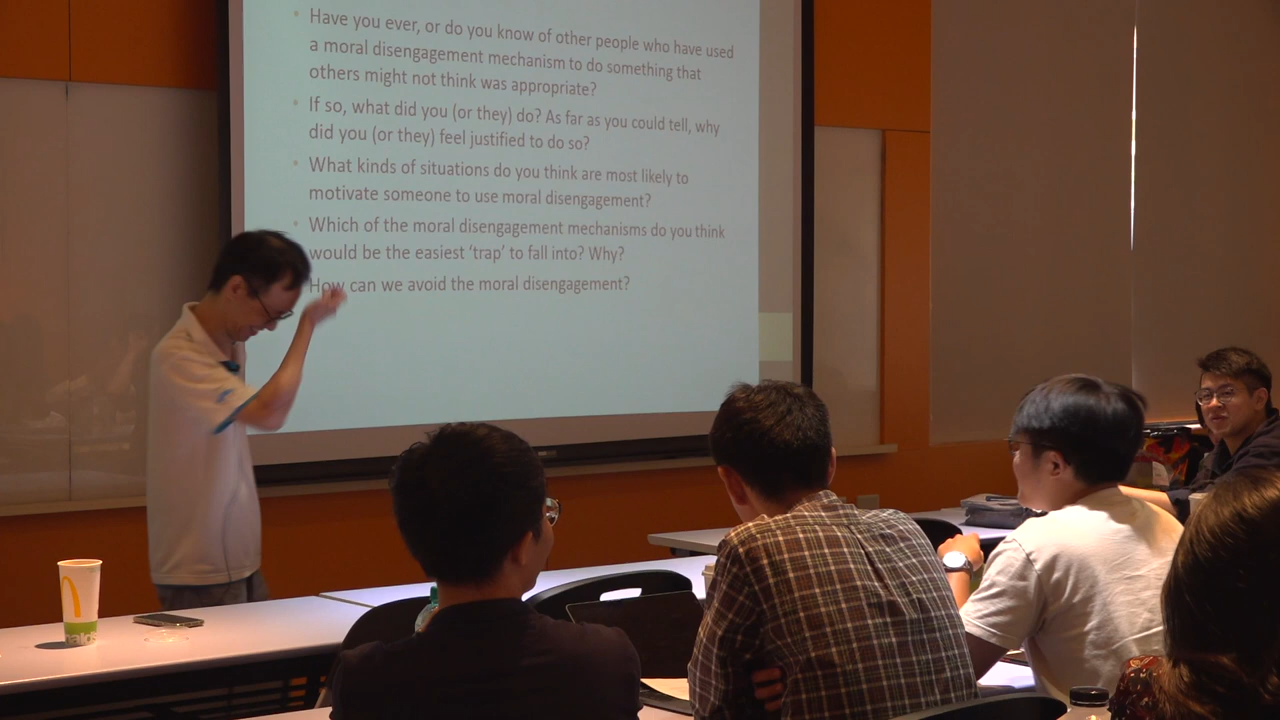 • Have you ever, or do you know of other people who have used
a moral disengagement mechanism to do something that
others might not think was appropriate?
• If so, what did you (or they) do? As far as you could tell, why
did you (or they) feel justified to do so?
• What kinds of situations do you think are most likely to
motivate someone to use moral disengagement?
• Which of the moral disengagement mechanisms do you think
would be the easiest ‘trap’ to fall into? Why?
How can we avoid the moral disengagement?